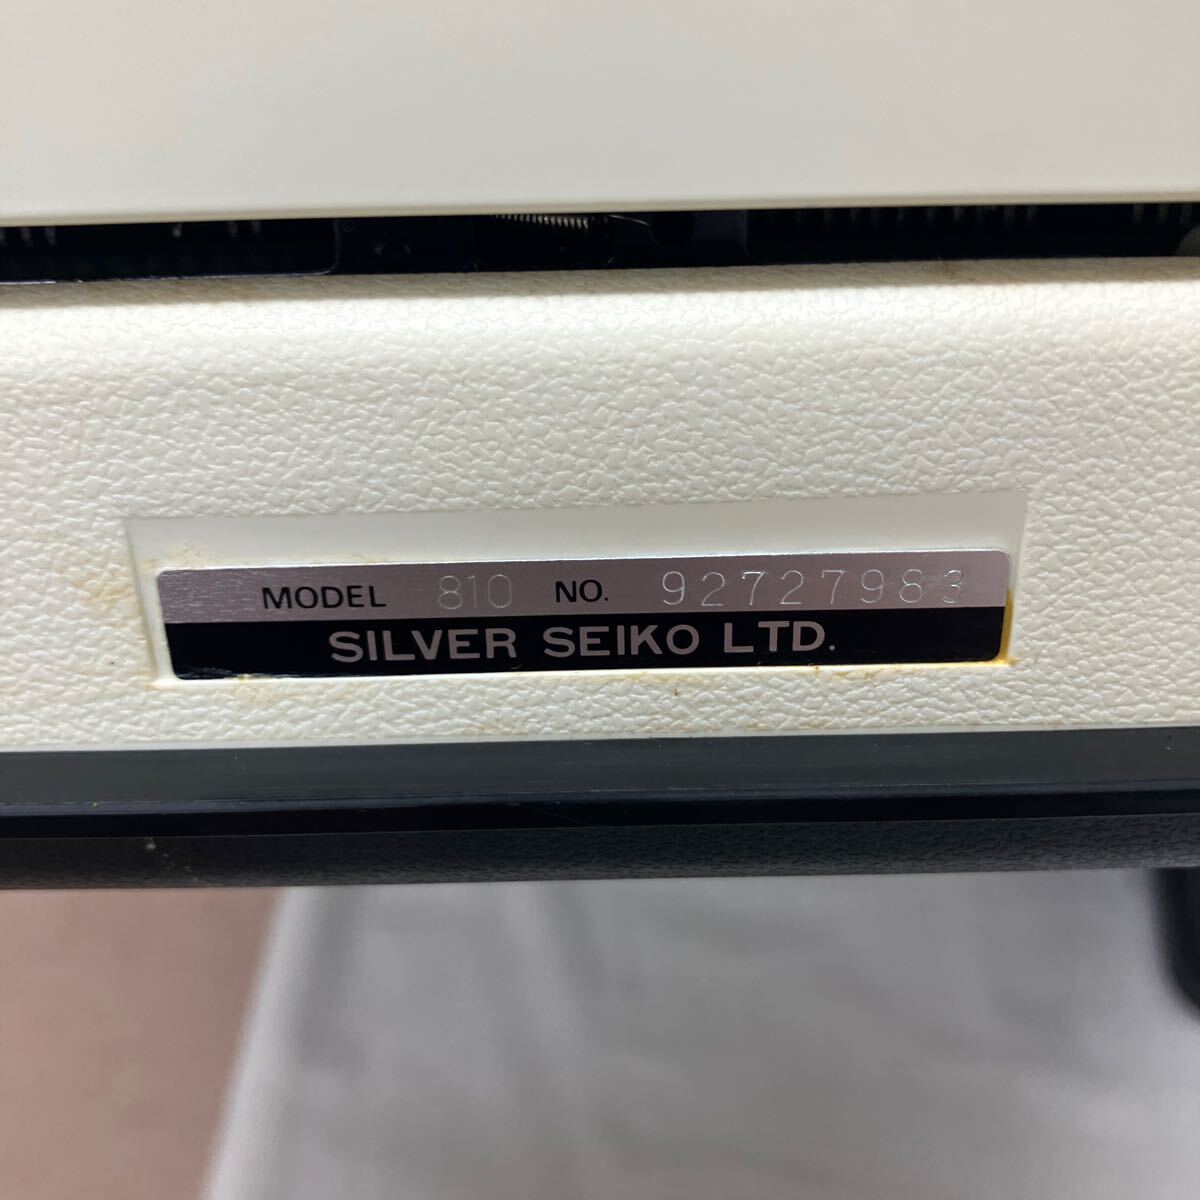 MODEL 810 NO. 92727983
SILVER SEIKO LTD.